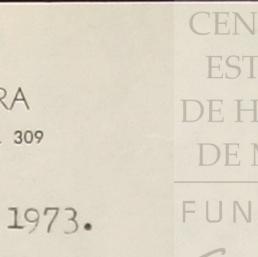 RA
309
1973.
CEN
EST
DE H
DE N
FUN